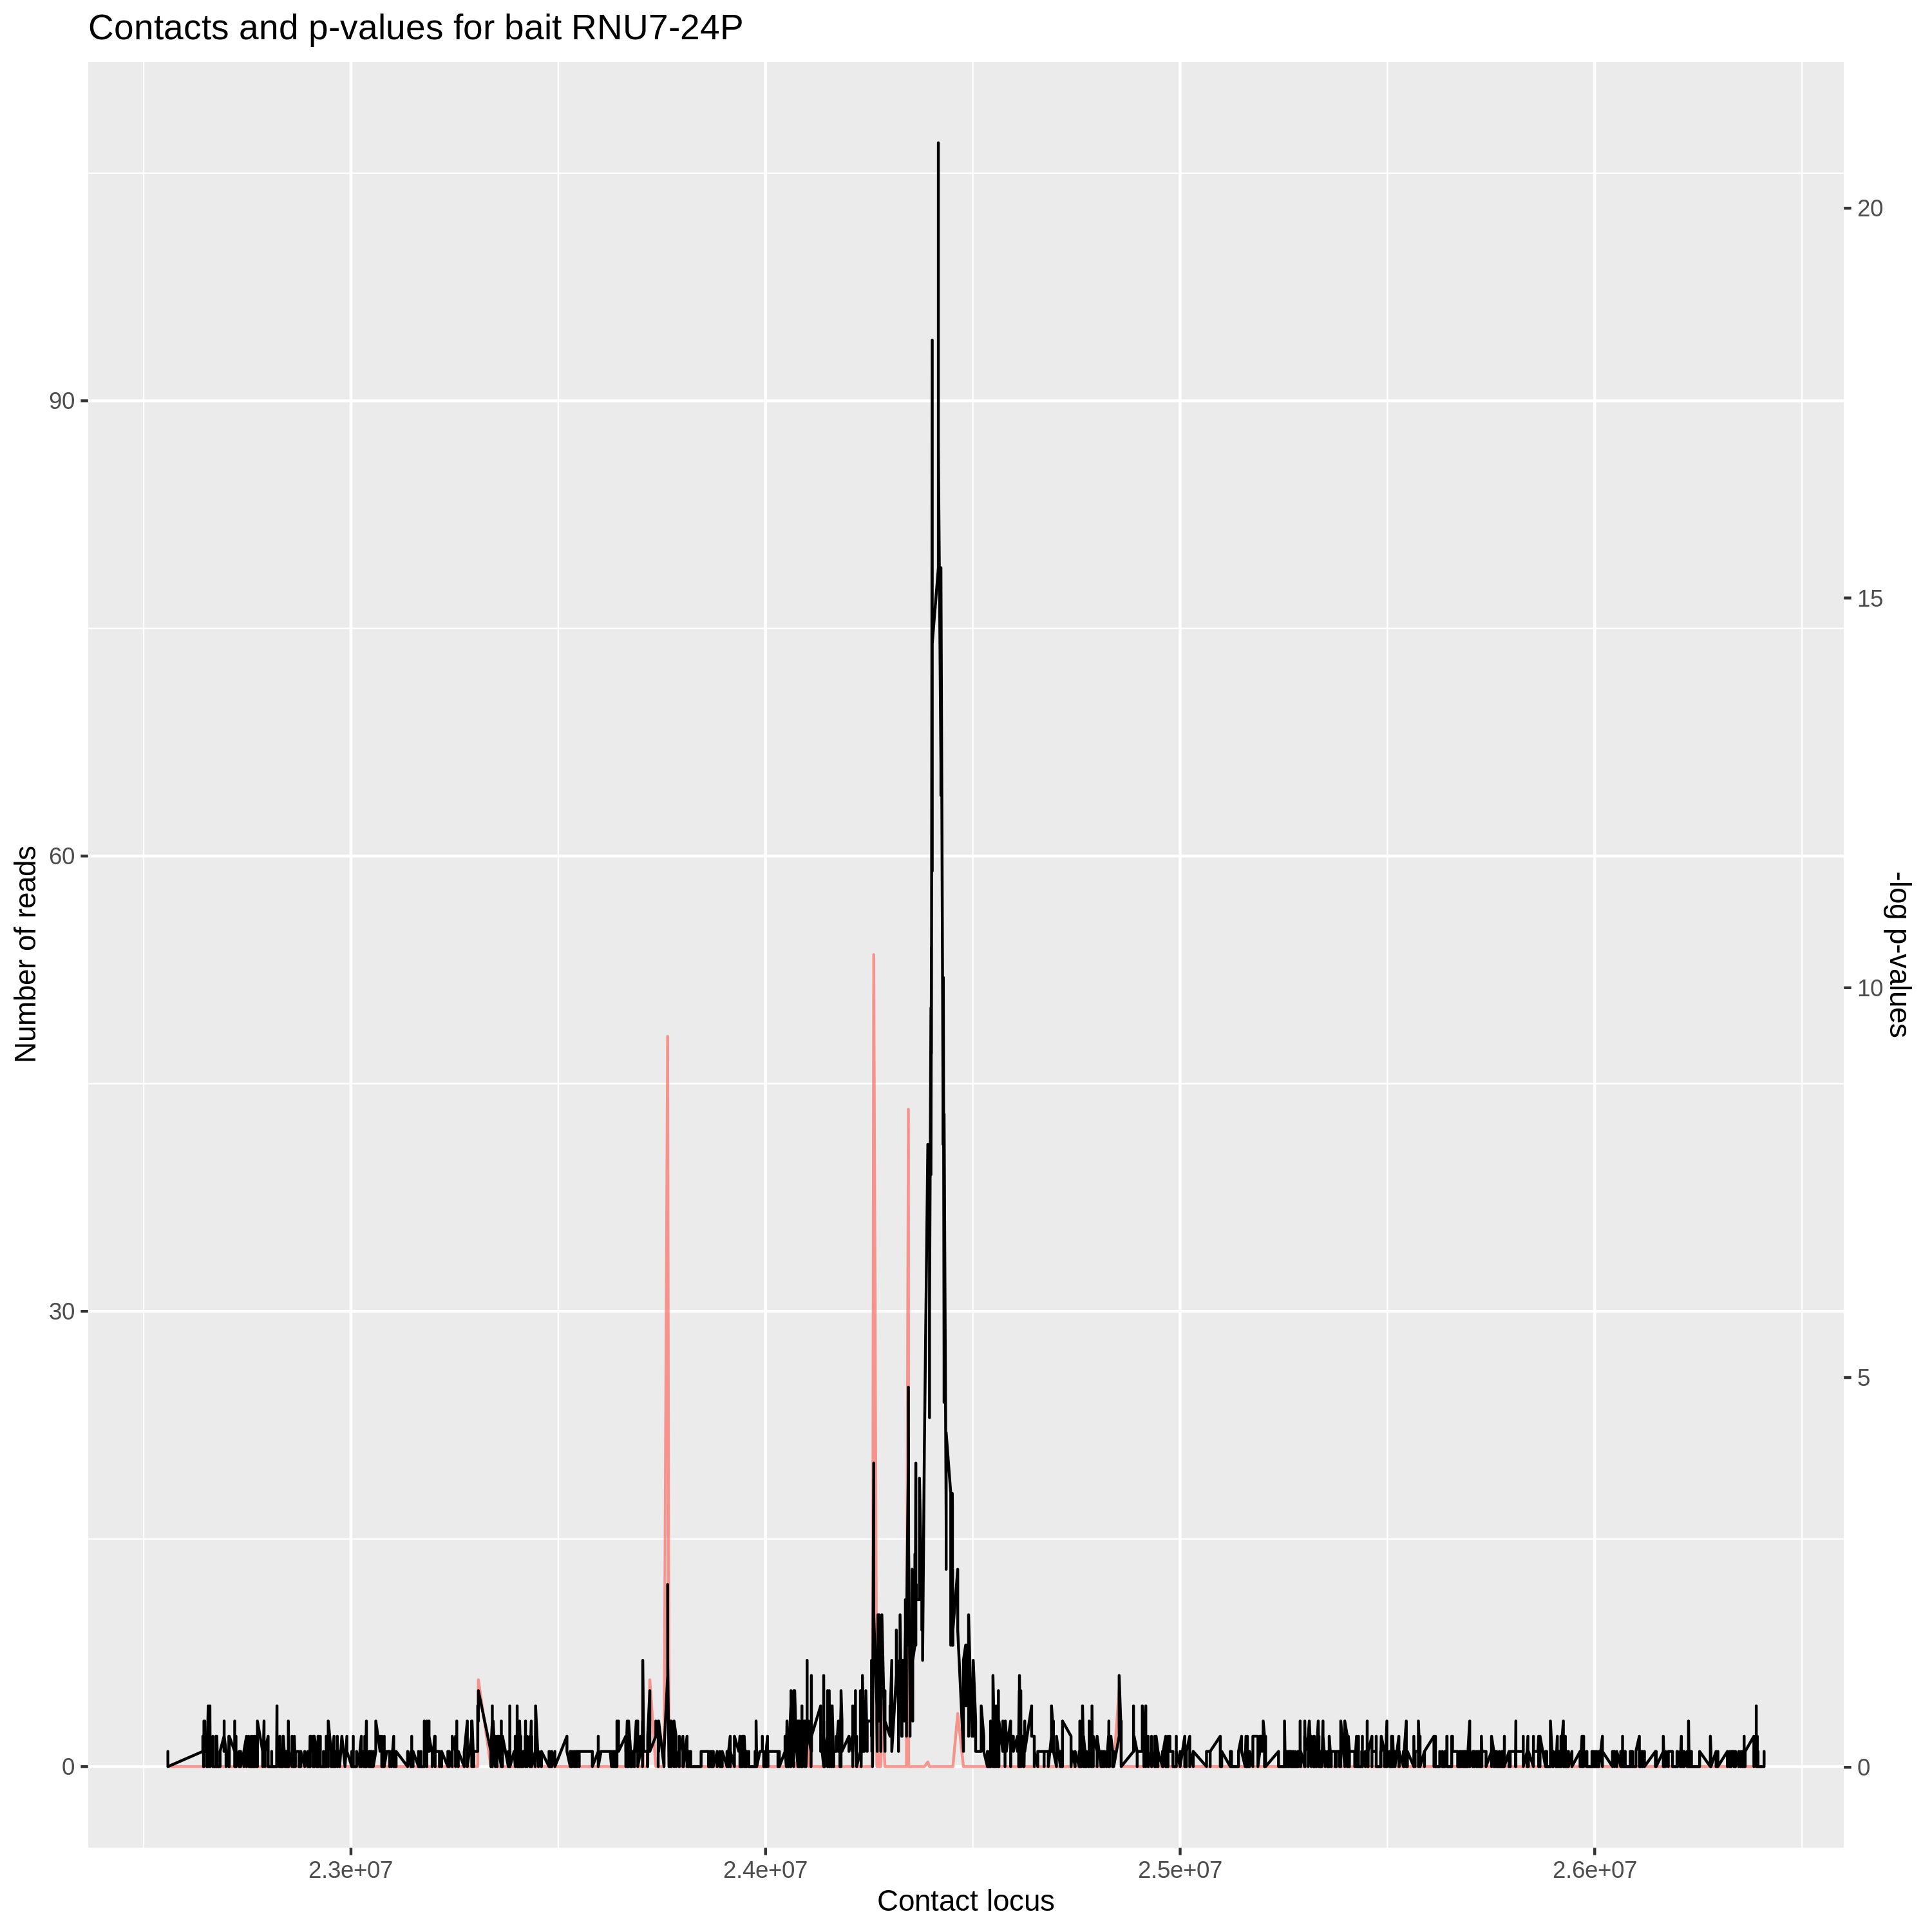 Contacts and p-values for bait RNU7-24P
Number of reads
90
60
30
0
20
15
10
5
0
-log p-values
2.3e+07
2.4e+07
2.5e+07
2.6e+07
Contact locus